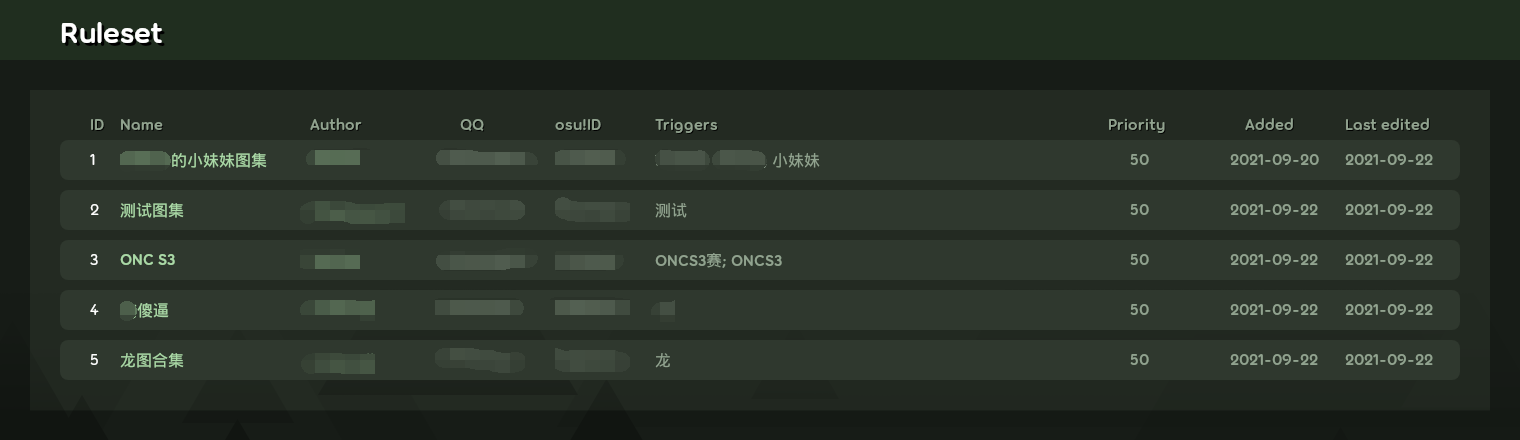 Ruleset
ID Name Author QQ osu!ID Triggers Priority Added Last edited
1 的小妹妹图集 ; 小妹妹 50 2021-09-20 2021-09-22
2 测试图集 测试 50 2021-09-22 2021-09-22
3 ONC S3 ONCS3赛; ONCS3 50 2021-09-22 2021-09-22
4 傻逼 50 2021-09-22 2021-09-22
5 龙图合集 龙 50 2021-09-22 2021-09-22